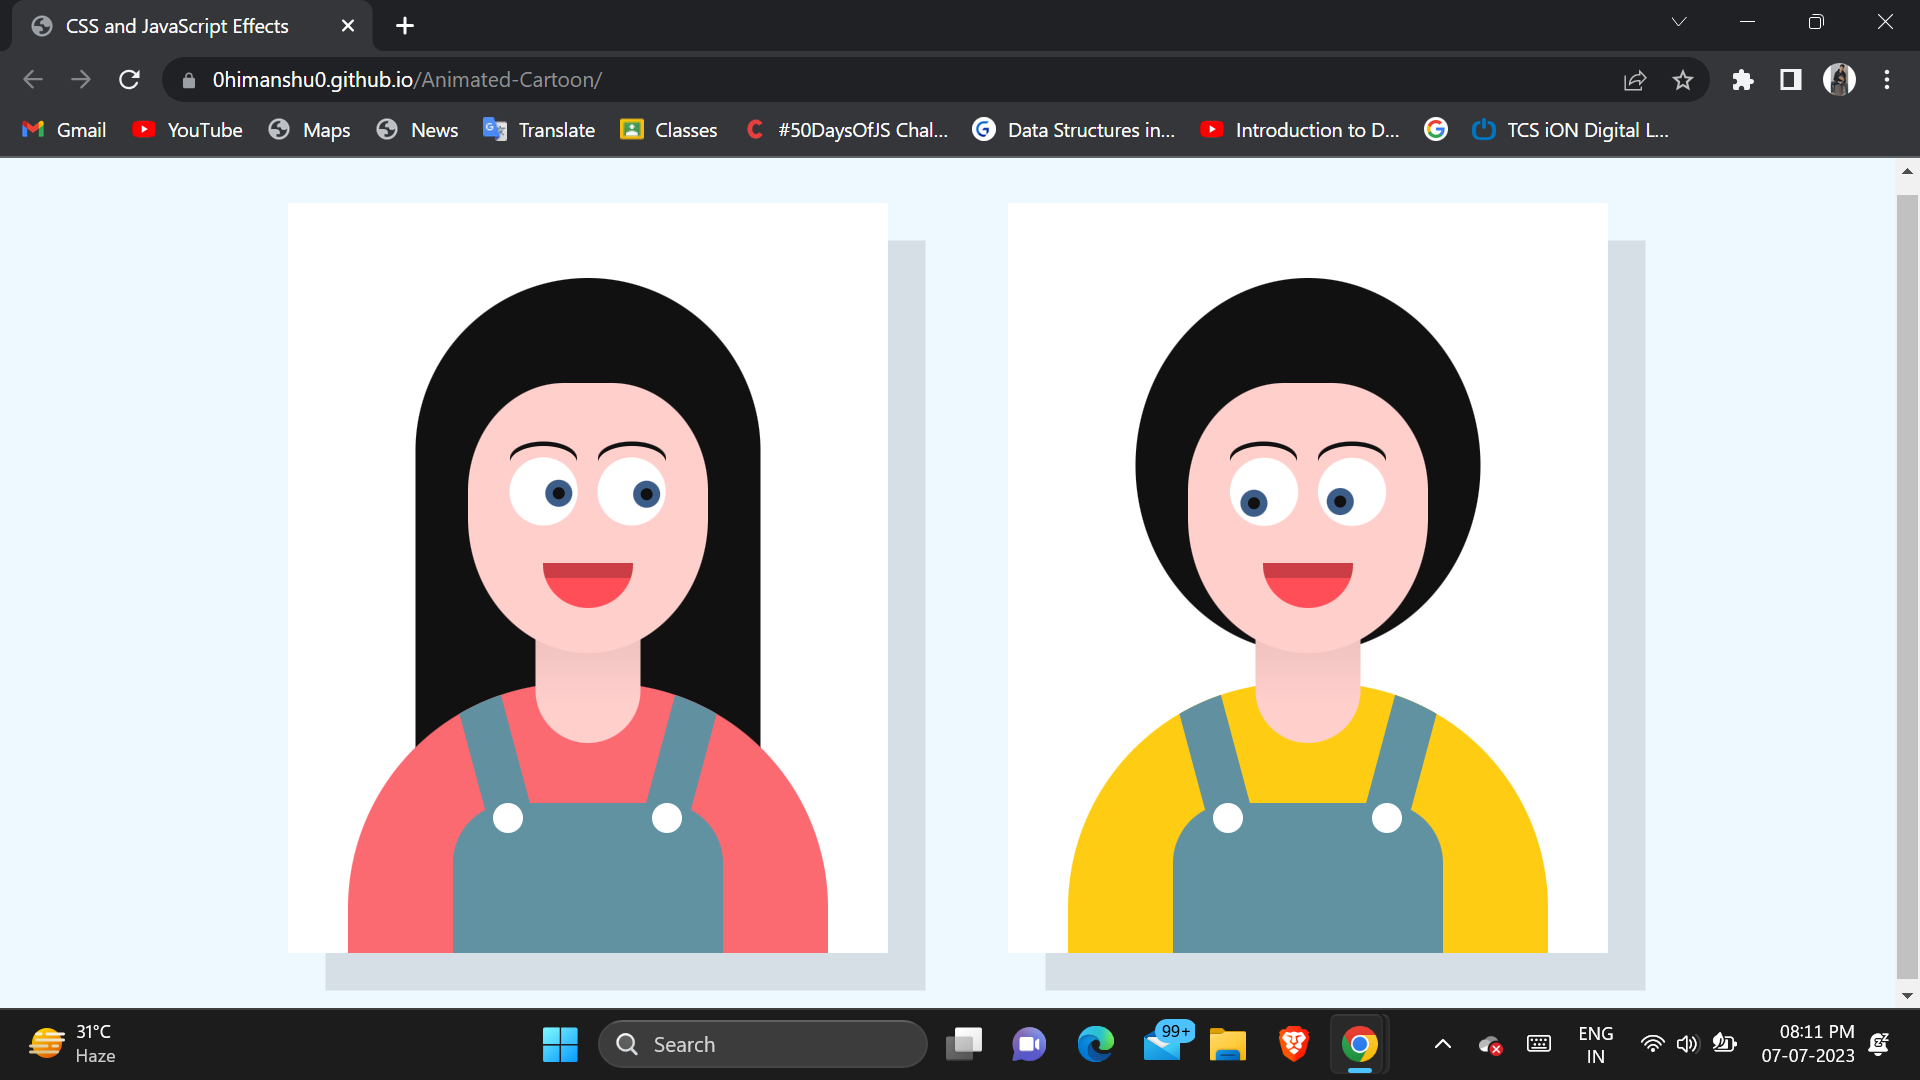 CSS and JavaScript Effects
0himanshu0.github.io/Animated-Cartoon/
Gmail YouTube Maps News Translate Classes #50DaysOfJS Chal... Data Structures in... Introduction to D... TCS iON Digital L...
31°C
Haze
Search
99+
ENG
IN
08:11 PM
07-07-2023